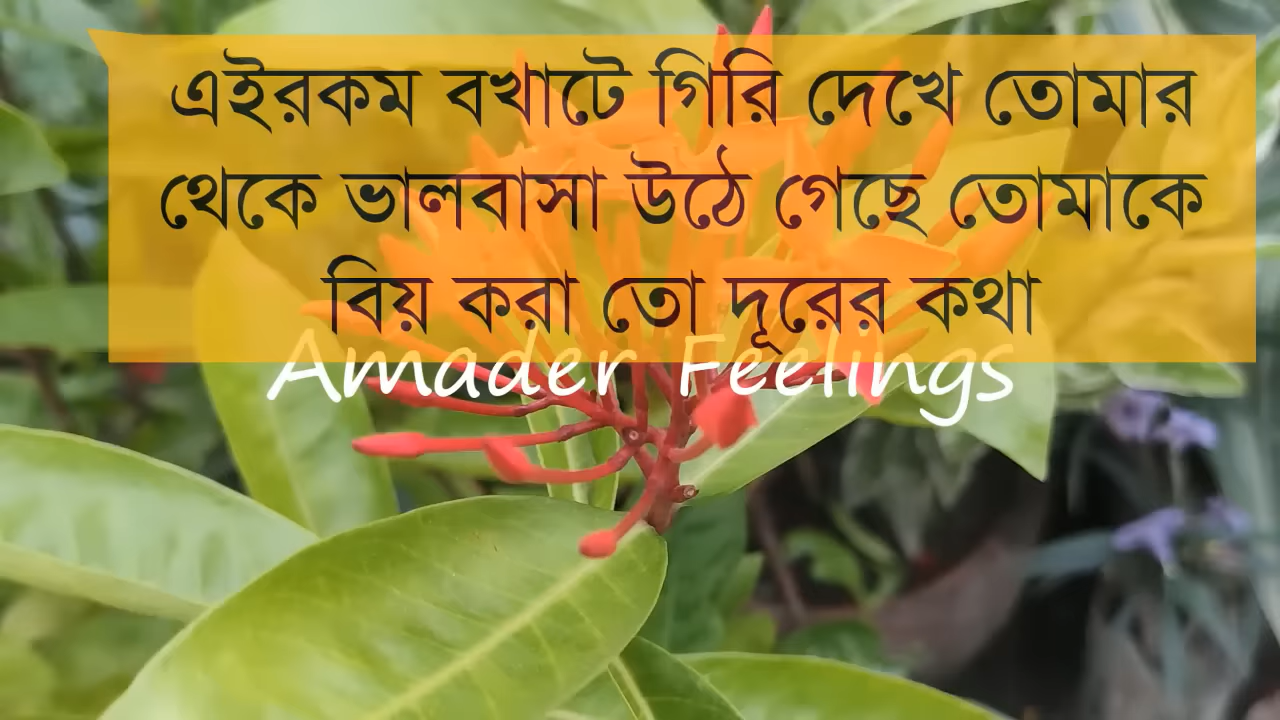 এইরকম বখাটে গিরি দেখে তোমার
থেকে ভালবাসা উঠে গেছে তোমাকে
বিয় করা তো দূরের কথা
Amader Feelings